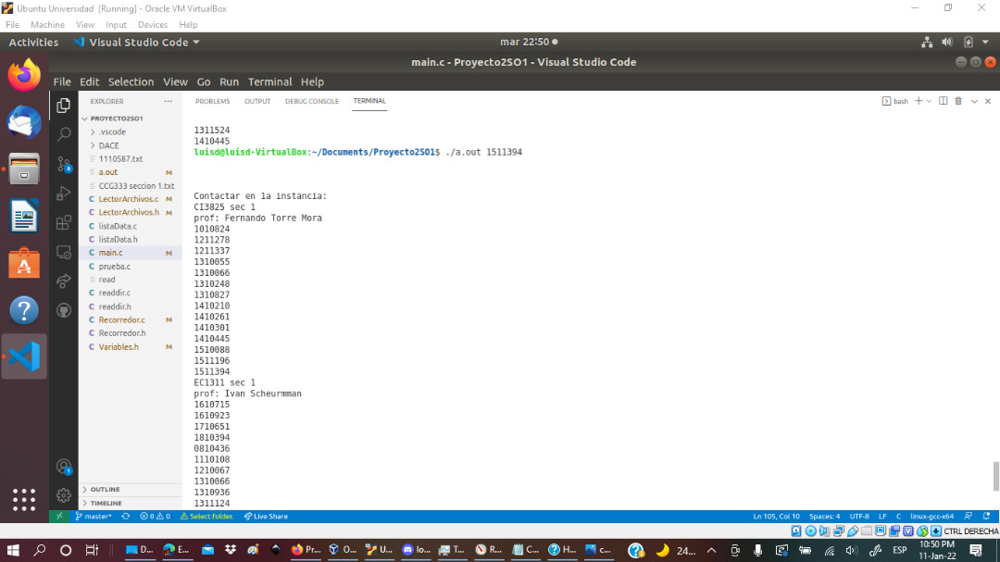 Ubuntu Universidad [Running] - Oracle VM VirtualBox
File Machine View Input Devices Help
Activities Visual Studio Code mar 22:50
main.c - Proyecto2SO1 - Visual Studio Code
File Edit Selection View Go Run Terminal Help
EXPLORER
PROYECTO2SO1
.vscode
DACE
1110587.txt
a.out M
CCG333 seccion 1.txt
LectorArchivos.c M
LectorArchivos.h M
listaData.c
listaData.h
main.c M
prueba.c
read
readdir.c
readdir.h
Recorredor.c M
Recorredor.h
Variables.h M
OUTLINE
TIMELINE
PROBLEMS OUTPUT DEBUG CONSOLE TERMINAL bash
1311524
1410445
luisd@luisd-VirtualBox:~/Documents/Proyecto2SO1$ ./a.out 1511394
Contactar en 1a instancia:
CI3825 sec 1
prof: Fernando Torre Mora
1010824
1211278
1211337
1310055
1310066
1310248
1310827
1410210
1410261
1410301
1410445
1510088
1511196
1511394
EC1311 sec 1
prof: Ivan Scheurmman
1610715
1610923
1710651
1810394
0810436
1110108
1210067
1310066
1310936
1311124
master* 0 0 Select folder. Live Share Ln 105, Col 10 Spaces: 4 UTF-8 LF C linux-gcc-x64
CTRL DERECHA
D... E... Pr... O... U... lo... T... R... C... H... c... 24... ESP 10:50 PM
11-Jan-22